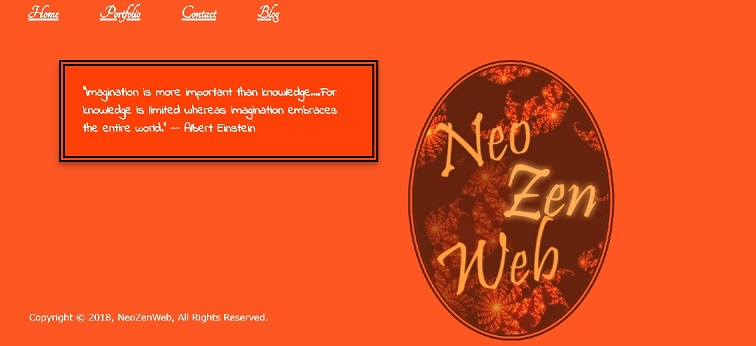 Home Portfolio Contact Blog
"Imagination is more important than knowledge....For
knowledge is limited whereas imagination embraces
the entire world." -- Albert Einstein
Neo
Zen
Web
Copyright © 2018, NeoZenWeb, All Rights Reserved.